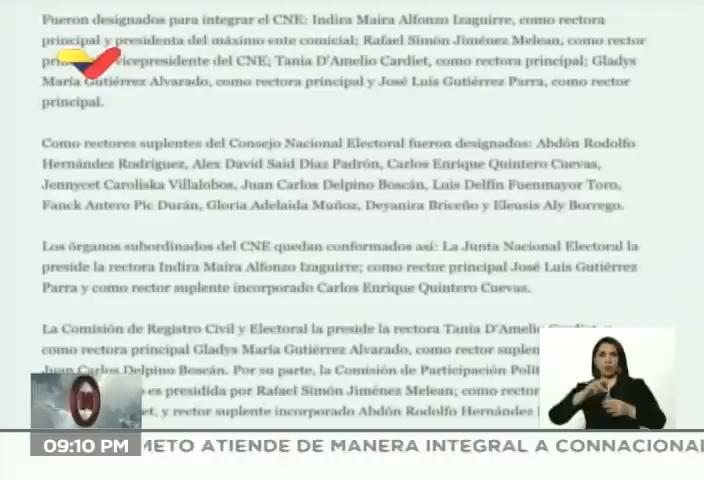 Fueron designados para integrar el CNE: Indira Maira Alfonzo Izaguirre, como rectora
principal y presidenta del máximo ente comicial; Rafael Simón Jiménez Melean, como rector
vicepresidente del CNE; Tania D'Amelio Cardiet, como rectora principal; Gladys
María Gutiérrez Alvarado, como rectora principal y José Luis Gutiérrez Parra, como rector
principal.
Como rectores suplentes del Consejo Nacional Electoral fueron designados: Abdón Rodolfo
Hernández Rodríguez, Alex David Said Díaz Padrón, Carlos Enrique Quintero Cuevas,
Jennycet Caroliska Villalobos, Juan Carlos Delpino Boscán, Luis Delfín Fuenmayor Toro,
Fanck Antero Pic Durán, Gloria Adelaida Muñoz, Deyanira Briceño y Eleusis Aly Borrego.
Los órganos subordinados del CNE quedan conformados así: La Junta Nacional Electoral la
preside la rectora Indira Maira Alfonzo Izaguirre; como rector principal José Luis Gutiérrez
Parra y como rector suplente incorporado Carlos Enrique Quintero Cuevas.
La Comisión de Registro Civil y Electoral la preside la rectora Tania D'Amelio
como rectora principal Gladys María Gutiérrez Alvarado, como rector suplen
Juan Carlos Delpino Boscán. Por su parte, la Comisión de Participación Polít
es presidida por Rafael Simón Jiménez Melean; como rector
et, y rector suplente incorporado Abdón Rodolfo Hernández
09:10 PM METO ATIENDE DE MANERA INTEGRAL A CONNACIONAL